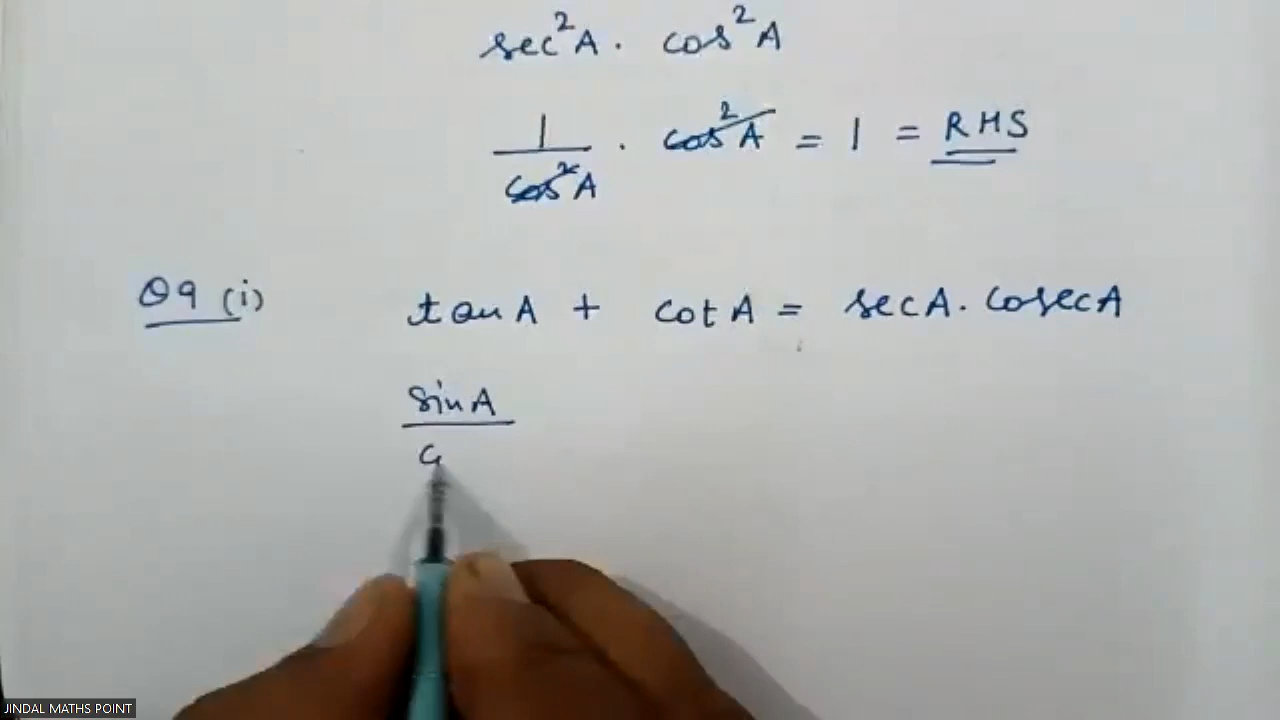 sec²A . cos²A
1 / cos²A . cos²A = 1 = RHS
Q9 (i) tan A + cot A = sec A . cosec A
sin A
c
JINDAL MATHS POINT